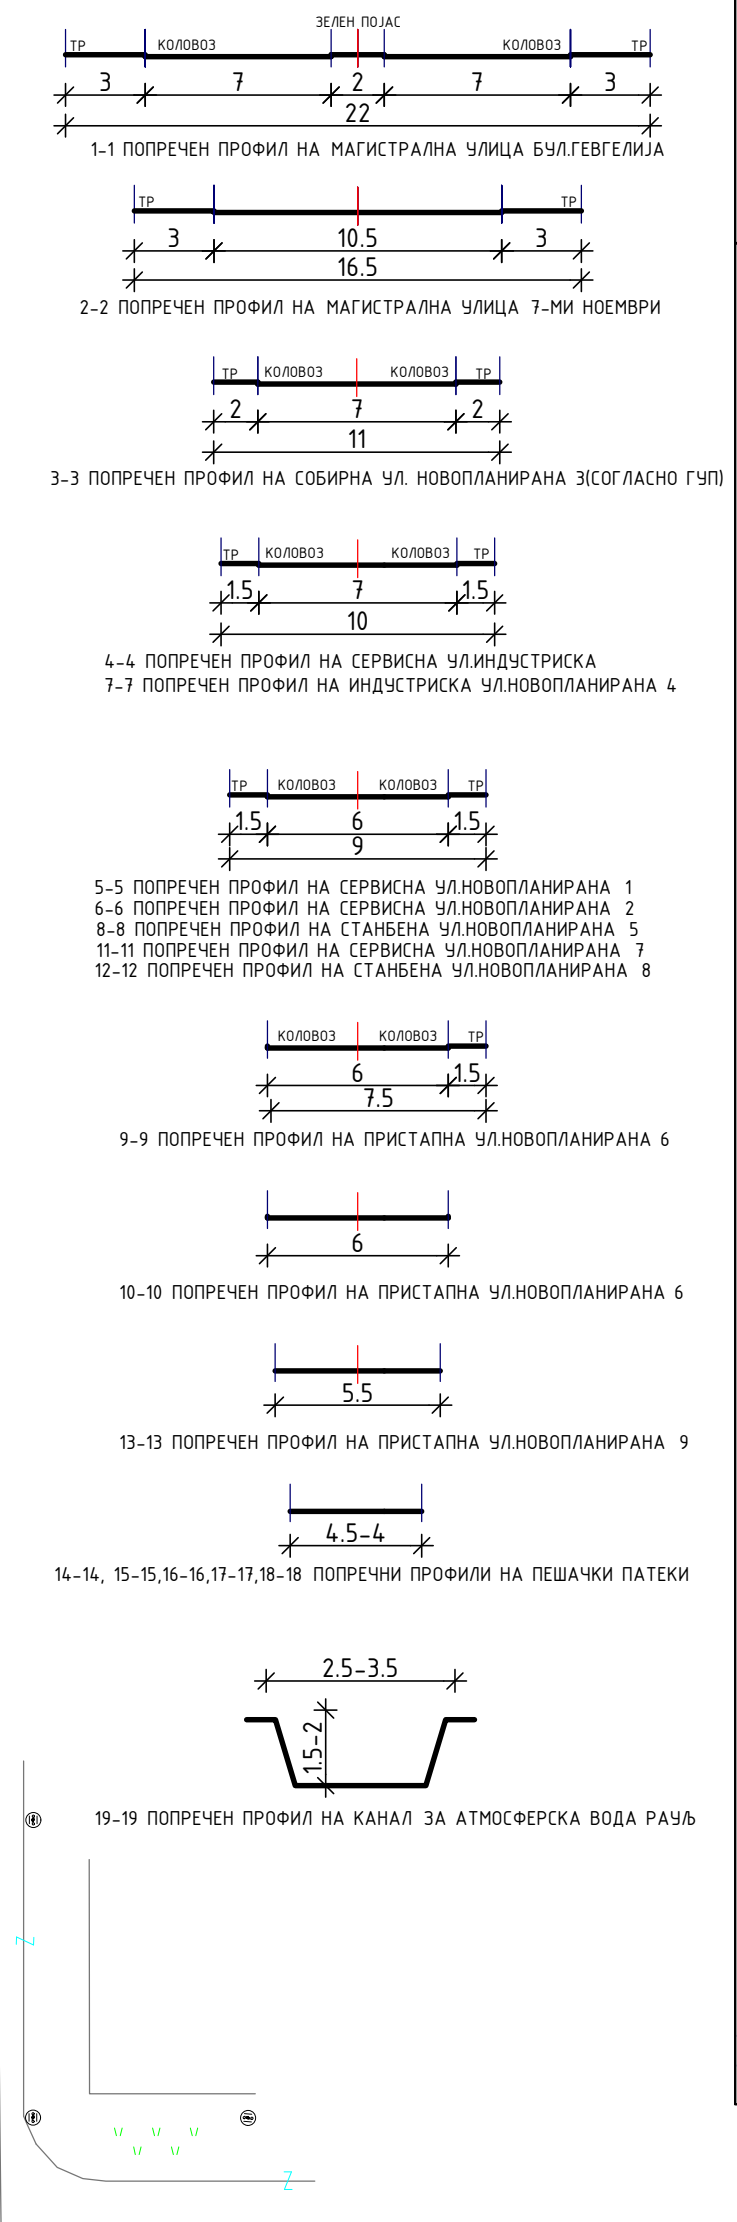 ЗЕЛЕН ПОЈАС
ТР КОЛОВОЗ КОЛОВОЗ ТР
3 7 2 7 3
22
1-1 ПОПРЕЧЕН ПРОФИЛ НА МАГИСТРАЛНА УЛИЦА БУЛ.ГЕВГЕЛИЈА
ТР ТР
3 10.5 3
16.5
2-2 ПОПРЕЧЕН ПРОФИЛ НА МАГИСТРАЛНА УЛИЦА 7-МИ НОЕМВРИ
ТР КОЛОВОЗ КОЛОВОЗ ТР
2 7 2
11
3-3 ПОПРЕЧЕН ПРОФИЛ НА СОБИРНА УЛ. НОВОПЛАНИРАНА 3(СОГЛАСНО ГУП)
ТР КОЛОВОЗ КОЛОВОЗ ТР
1.5 7 1.5
10
4-4 ПОПРЕЧЕН ПРОФИЛ НА СЕРВИСНА УЛ.ИНДУСТРИСКА
7-7 ПОПРЕЧЕН ПРОФИЛ НА ИНДУСТРИСКА УЛ.НОВОПЛАНИРАНА 4
ТР КОЛОВОЗ КОЛОВОЗ ТР
1.5 6 1.5
9
5-5 ПОПРЕЧЕН ПРОФИЛ НА СЕРВИСНА УЛ.НОВОПЛАНИРАНА 1
6-6 ПОПРЕЧЕН ПРОФИЛ НА СЕРВИСНА УЛ.НОВОПЛАНИРАНА 2
8-8 ПОПРЕЧЕН ПРОФИЛ НА СТАНБЕНА УЛ.НОВОПЛАНИРАНА 5
11-11 ПОПРЕЧЕН ПРОФИЛ НА СЕРВИСНА УЛ.НОВОПЛАНИРАНА 7
12-12 ПОПРЕЧЕН ПРОФИЛ НА СТАНБЕНА УЛ.НОВОПЛАНИРАНА 8
КОЛОВОЗ КОЛОВОЗ ТР
6 1.5
7.5
9-9 ПОПРЕЧЕН ПРОФИЛ НА ПРИСТАПНА УЛ.НОВОПЛАНИРАНА 6
6
10-10 ПОПРЕЧЕН ПРОФИЛ НА ПРИСТАПНА УЛ.НОВОПЛАНИРАНА 6
5.5
13-13 ПОПРЕЧЕН ПРОФИЛ НА ПРИСТАПНА УЛ.НОВОПЛАНИРАНА 9
4.5-4
14-14, 15-15,16-16,17-17,18-18 ПОПРЕЧНИ ПРОФИЛИ НА ПЕШАЧКИ ПАТЕКИ
2.5-3.5
1.5-2
19-19 ПОПРЕЧЕН ПРОФИЛ НА КАНАЛ ЗА АТМОСФЕРСКА ВОДА РАУЉ
Z
Z